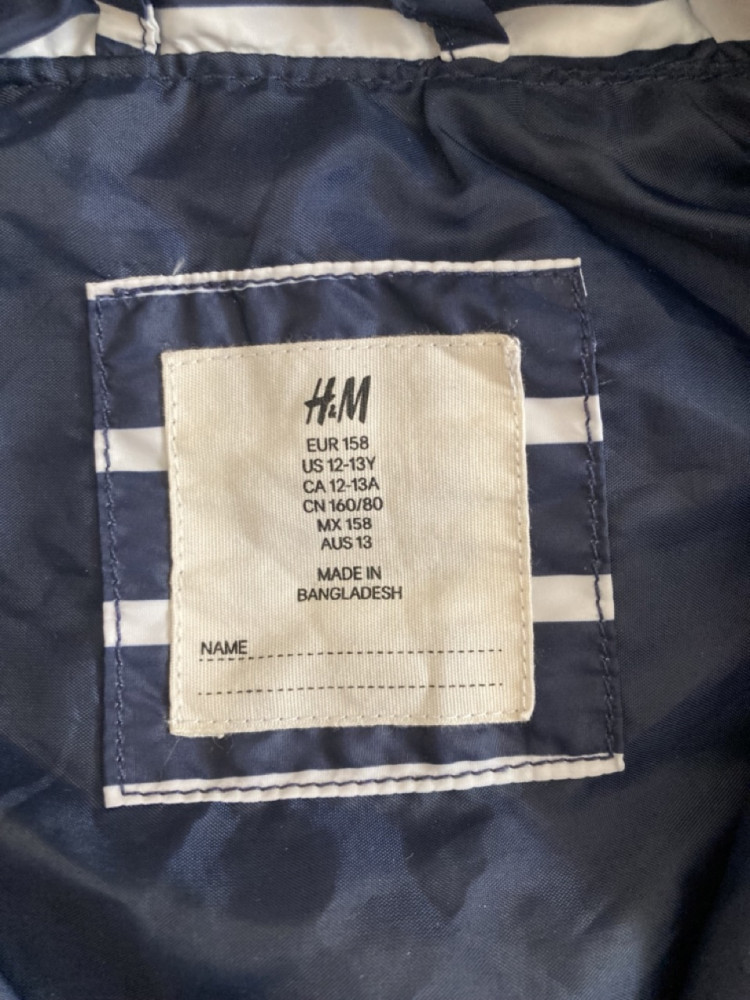 H&M
EUR 158
US 12-13Y
CA 12-13A
CN 160/80
MX 158
AUS 13
MADE IN
BANGLADESH
NAME